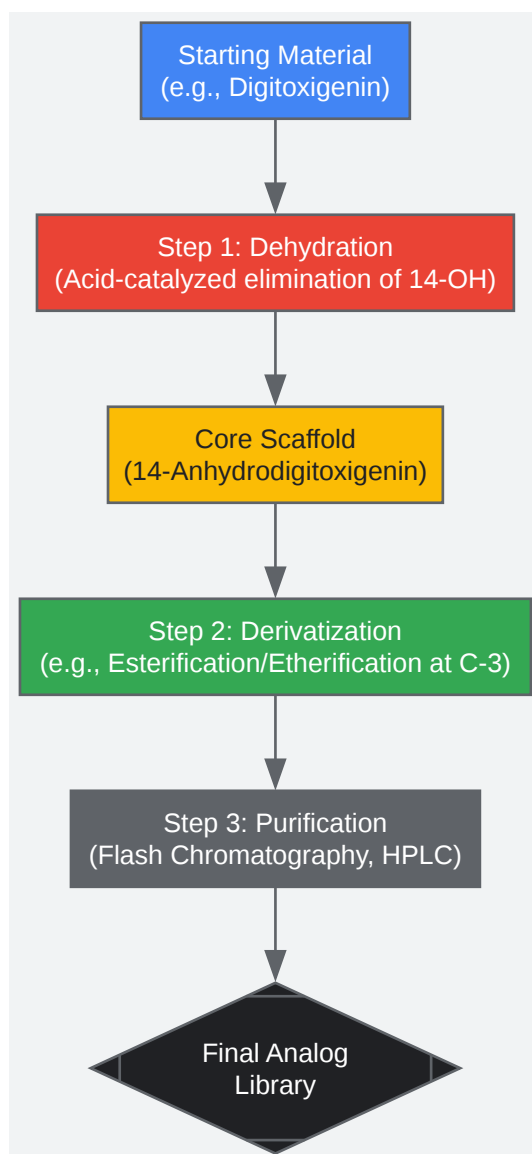 Starting Material
(e.g., Digitoxigenin)
Step 1: Dehydration
(Acid-catalyzed elimination of 14-OH)
Core Scaffold
(14-Anhydrodigitoxigenin)
Step 2: Derivatization
(e.g., Esterification/Etherification at C-3)
Step 3: Purification
(Flash Chromatography, HPLC)
Final Analog
Library